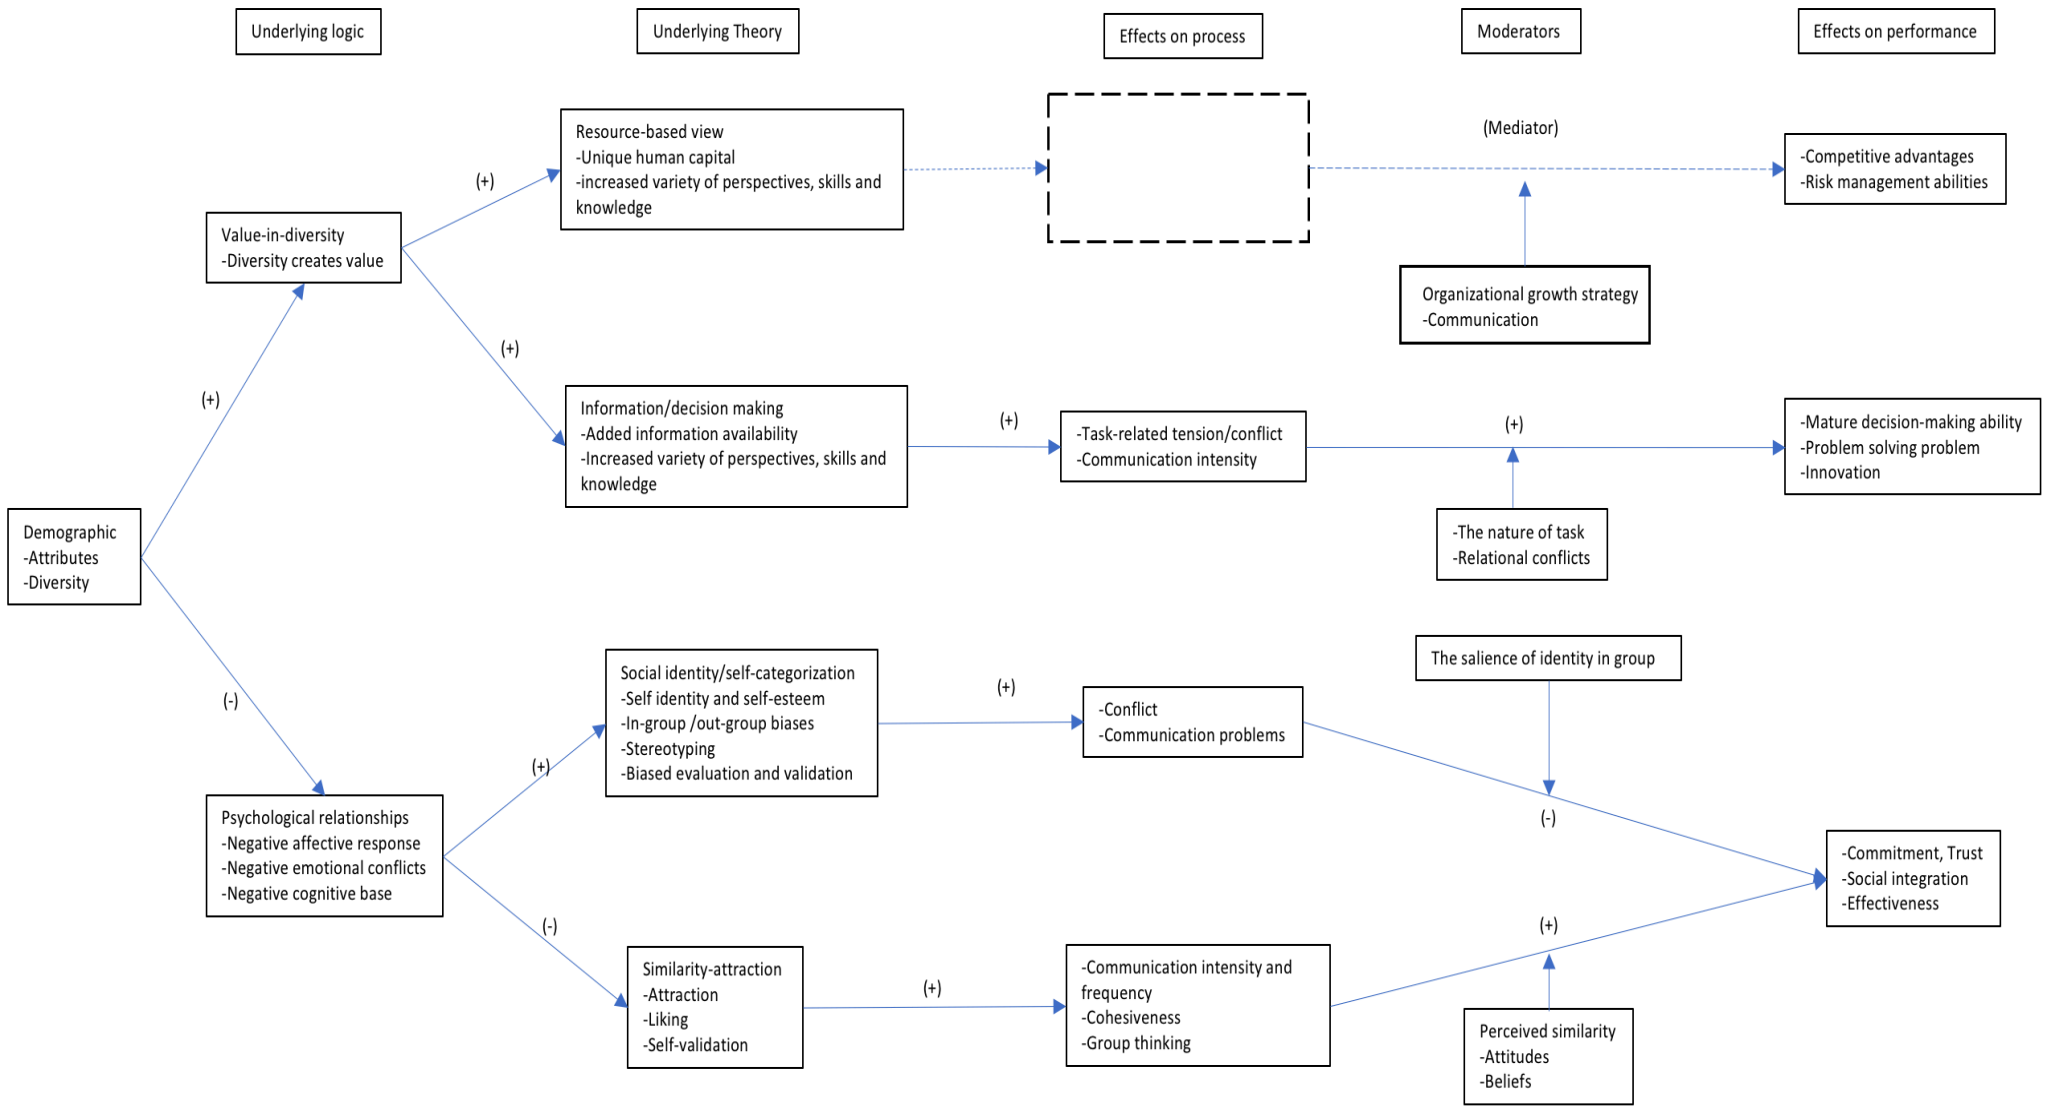 Underlying logic
Underlying Theory
Effects on process
Moderators
Effects on performance
Resource-based view
-Unique human capital
-increased variety of perspectives, skills and
knowledge
(Mediator)
-Competitive advantages
-Risk management abilities
(+)
Value-in-diversity
-Diversity creates value
Organizational growth strategy
-Communication
(+)
(+)
Information/decision making
-Added information availability
-Increased variety of perspectives, skills and
knowledge
(+)
-Task-related tension/conflict
-Communication intensity
(+)
-Mature decision-making ability
-Problem solving problem
-Innovation
-The nature of task
-Relational conflicts
Demographic
-Attributes
-Diversity
(-)
Social identity/self-categorization
-Self identity and self-esteem
-In-group /out-group biases
-Stereotyping
-Biased evaluation and validation
(+)
-Conflict
-Communication problems
The salience of identity in group
(+)
(-)
Psychological relationships
-Negative affective response
-Negative emotional conflicts
-Negative cognitive base
-Commitment, Trust
-Social integration
-Effectiveness
(-)
Similarity-attraction
-Attraction
-Liking
-Self-validation
(+)
-Communication intensity and
frequency
-Cohesiveness
-Group thinking
(+)
Perceived similarity
-Attitudes
-Beliefs